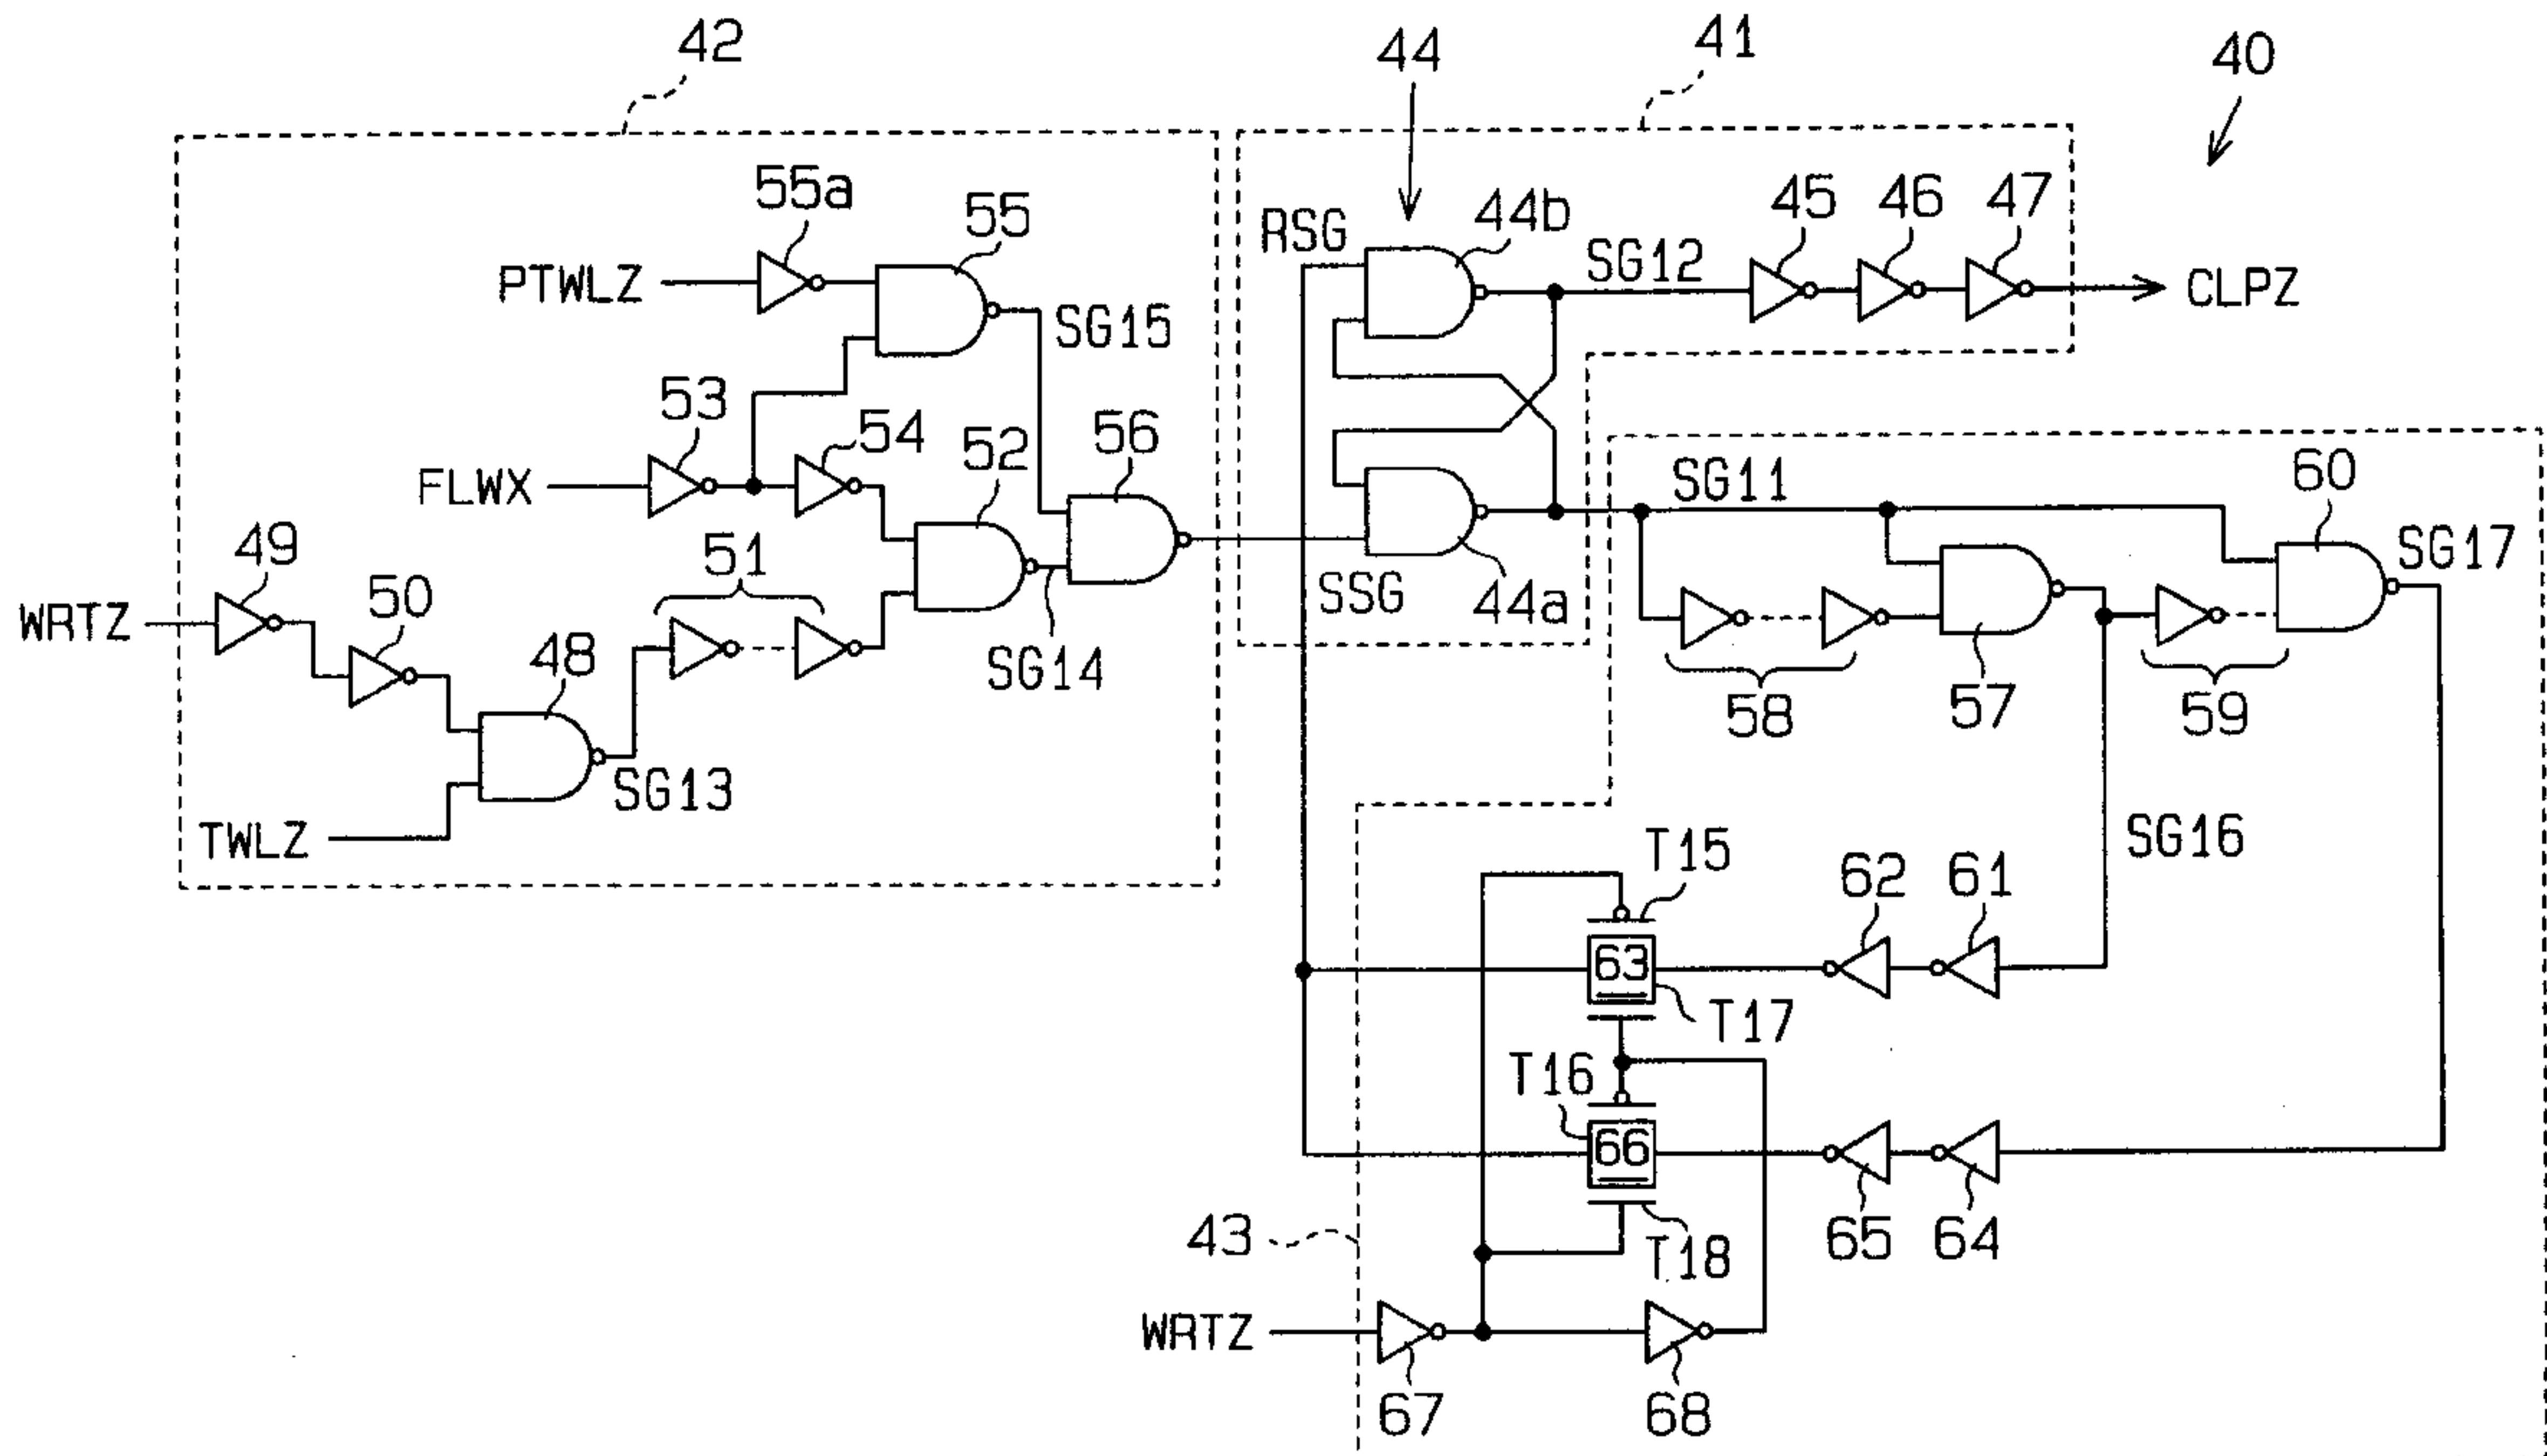 42
44
41
40
55a
55
44b
45
46
47
RSG
PTWLZ
SG15
SG12
CLPZ
53
54
52
56
60
FLWX
SG11
SG17
49
50
51
WRTZ
48
SSG
44a
SG14
58
57
59
SG13
TWLZ
T15
62
61
SG16
63
T17
T16
66
43
T18
65
64
WRTZ
67
68